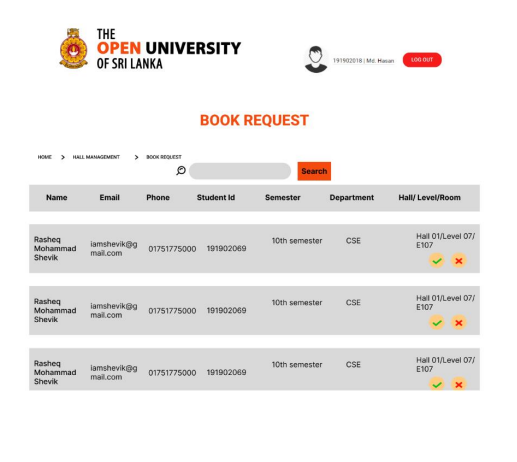 THE
OPEN UNIVERSITY
OF SRI LANKA
191902018 | Md. Hasan
LOG OUT
BOOK REQUEST
HOME > HALL MANAGEMENT > BOOK REQUEST
Search
Name Email Phone Student Id Semester Department Hall/ Level/Room
Rasheq
Mohammad
Shevik
iamshevik@g
mail.com
01751775000 191902069 10th semester CSE
Hall 01/Level 07/
E107
Rasheq
Mohammad
Shevik
iamshevik@g
mail.com
01751775000 191902069 10th semester CSE
Hall 01/Level 07/
E107
Rasheq
Mohammad
Shevik
iamshevik@g
mail.com
01751775000 191902069 10th semester CSE
Hall 01/Level 07/
E107